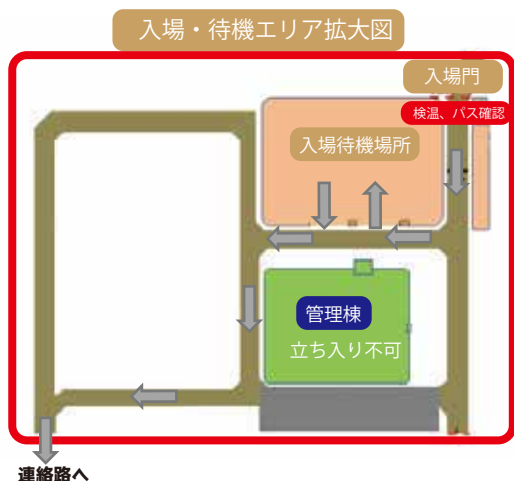 入場・待機エリア拡大図
入場門
検温、パス確認
入場待機場所
管理棟
立ち入り不可
連絡路へ